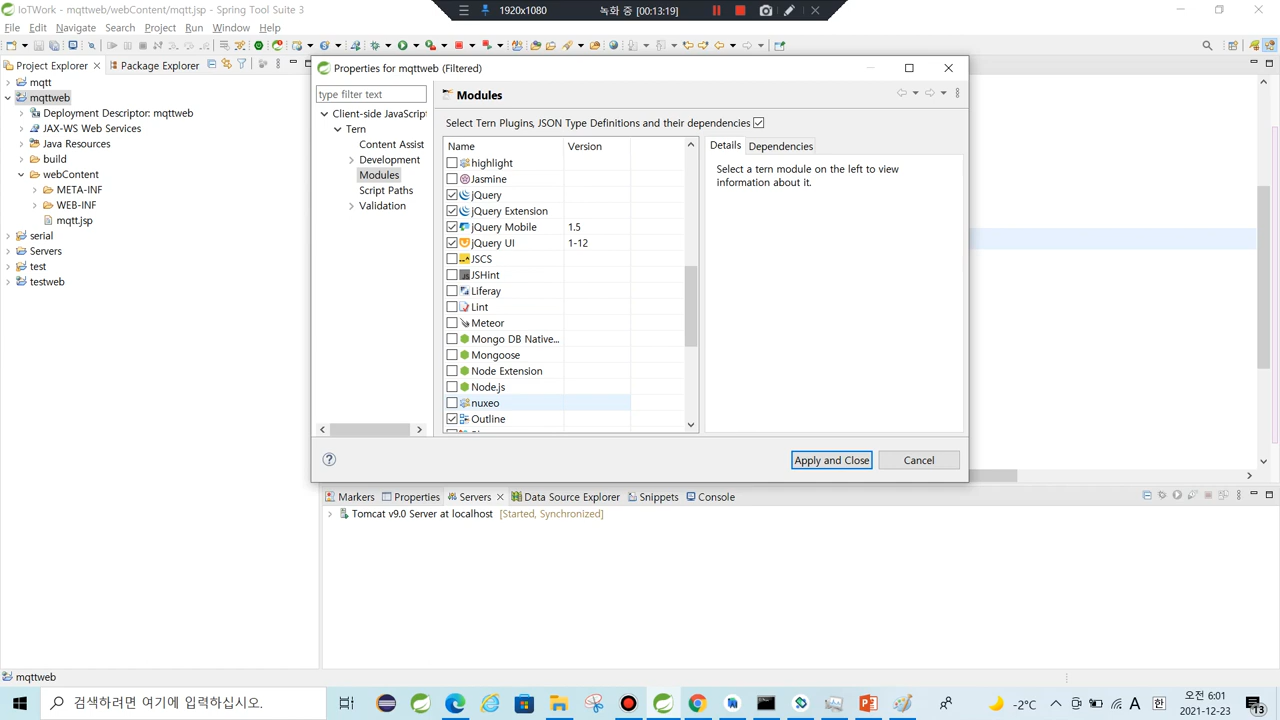 IoTWork - mqttweb/webContent/mqtt.jsp - Spring Tool Suite 3
1920x1080
녹화 중 [00:13:19]
File Edit Navigate Search Project Run Window Help
Project Explorer
Package Explorer
mqtt
mqttweb
Deployment Descriptor: mqttweb
JAX-WS Web Services
Java Resources
build
webContent
META-INF
WEB-INF
mqtt.jsp
serial
Servers
test
testweb
Properties for mqttweb (Filtered)
type filter text
Client-side JavaScrip
Tern
Content Assist
Development
Modules
Script Paths
Validation
Modules
Select Tern Plugins, JSON Type Definitions and their dependencies
Name Version
highlight
Jasmine
jQuery
jQuery Extension
jQuery Mobile 1.5
jQuery UI 1-12
JSCS
JSHint
Liferay
Lint
Meteor
Mongo DB Native...
Mongoose
Node Extension
Node.js
nuxeo
Outline
Details Dependencies
Select a tern module on the left to view
information about it.
Apply and Close
Cancel
Markers Properties Servers Data Source Explorer Snippets Console
Tomcat v9.0 Server at localhost [Started, Synchronized]
mqttweb
검색하려면 여기에 입력하십시오.
-2°C
A
한
오전 6:01
2021-12-23
13